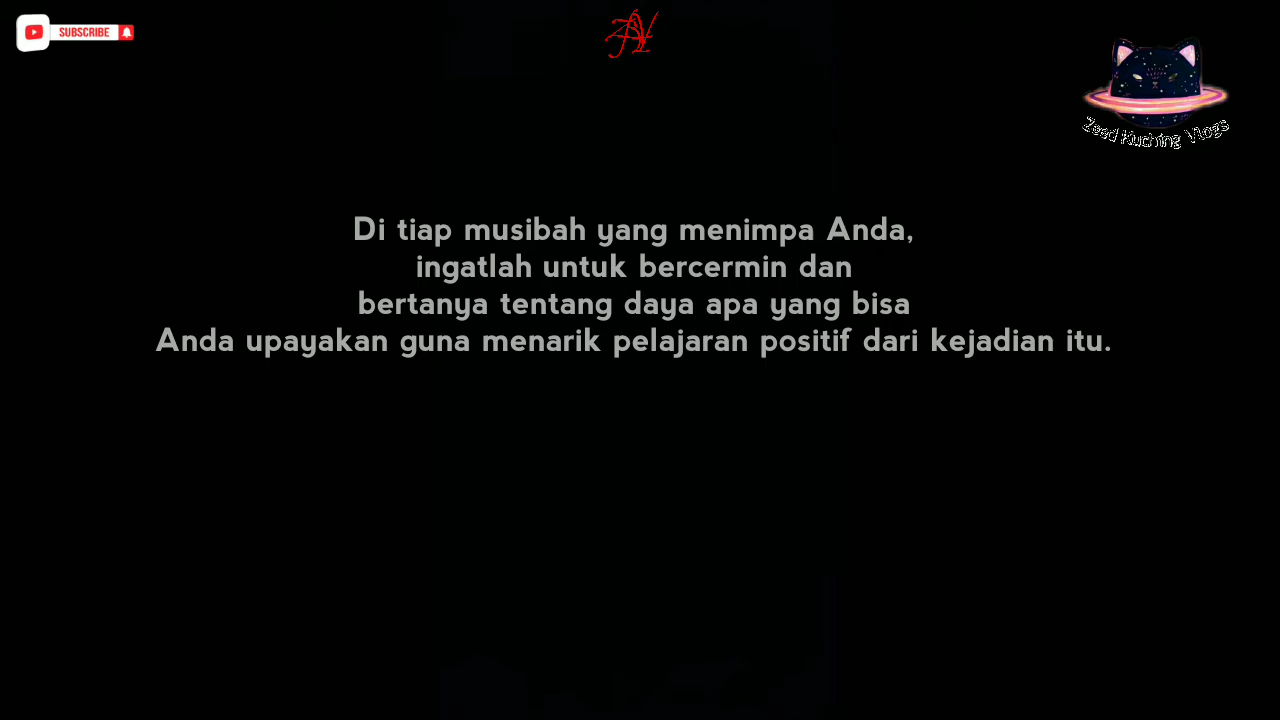 SUBSCRIBE
Zeed Kuching Vlogs
Di tiap musibah yang menimpa Anda,
ingatlah untuk bercermin dan
bertanya tentang daya apa yang bisa
Anda upayakan guna menarik pelajaran positif dari kejadian itu.